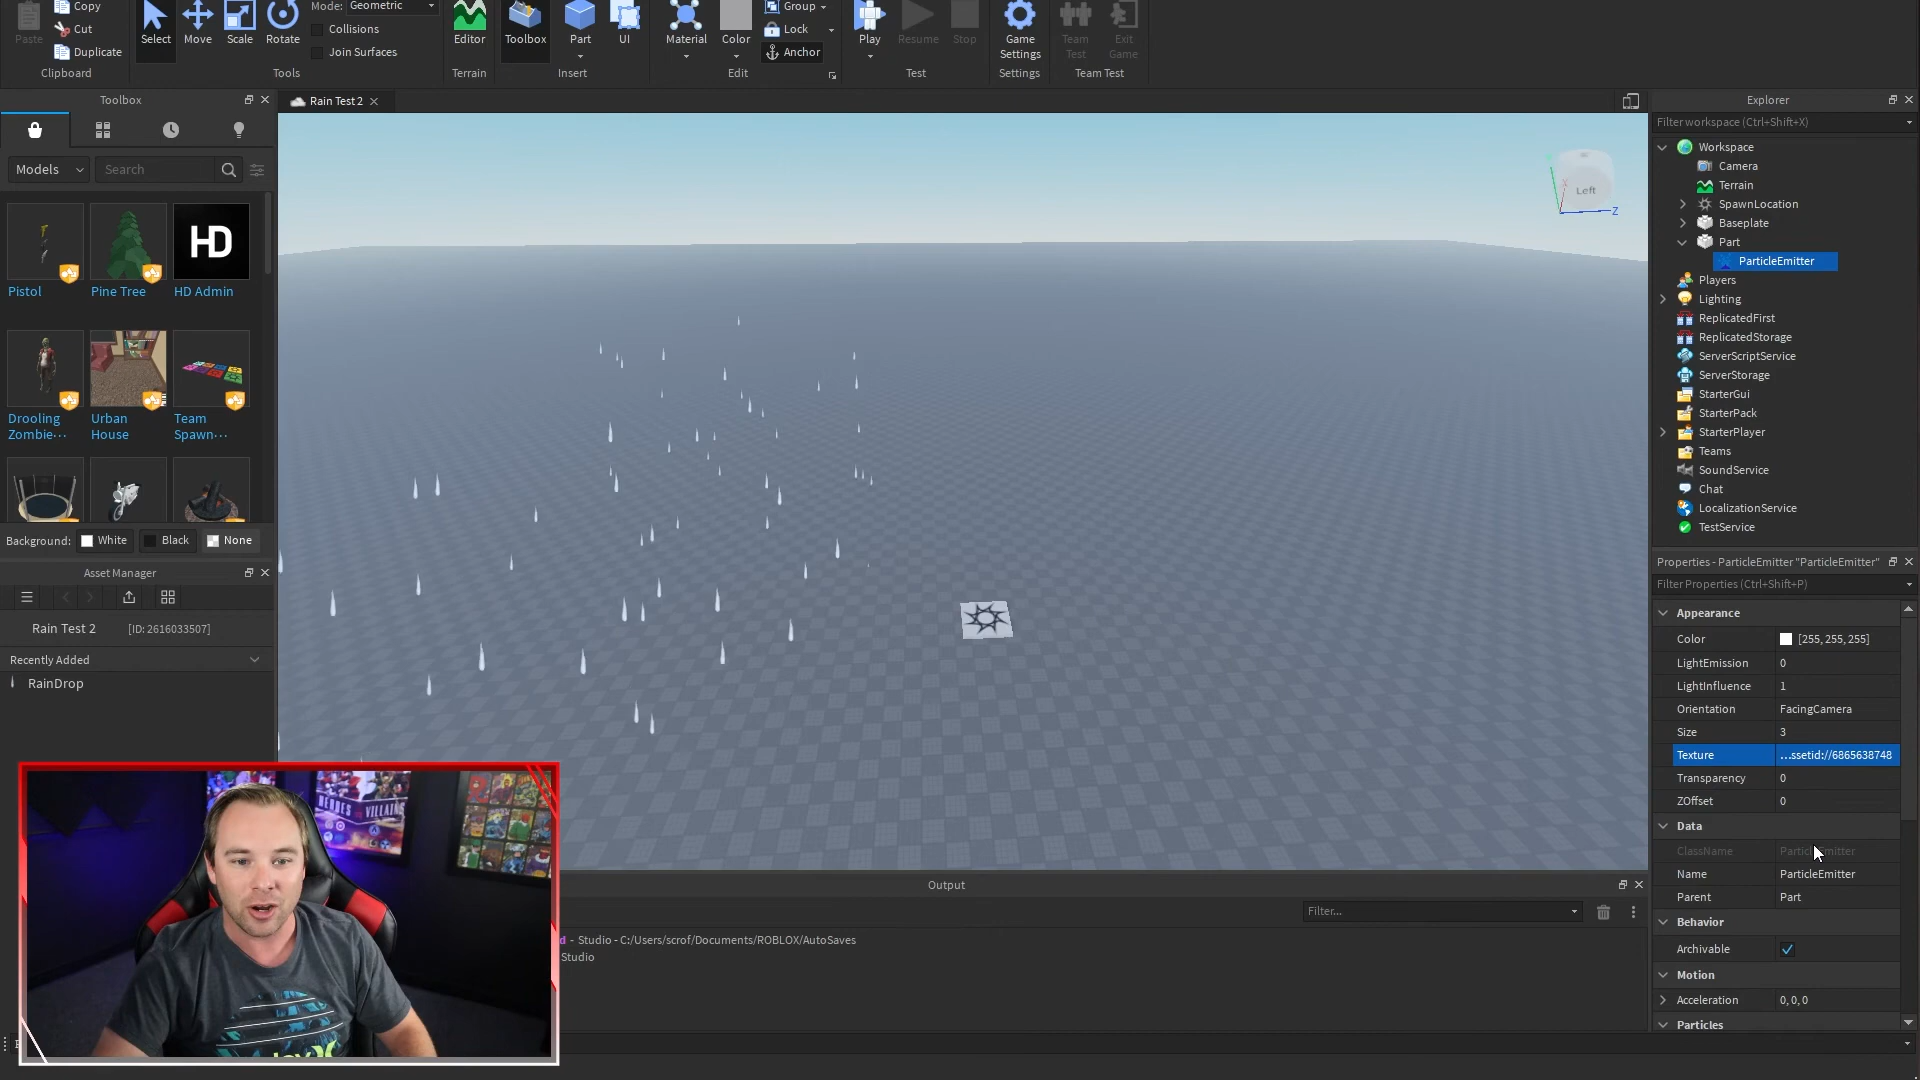 Paste
Copy
Cut
Duplicate
Clipboard
Select
Move
Scale
Rotate
Mode: Geometric
Collisions
Join Surfaces
Tools
Editor
Terrain
Toolbox
Part
UI
Insert
Material
Color
Group
Lock
Anchor
Edit
Play
Resume
Stop
Test
Game
Settings
Settings
Team
Test
Exit
Game
Team Test
Toolbox
Models
Search
Pistol
Pine Tree
HD
HD Admin
Drooling
Zombie···
Urban
House
Team
Spawn···
Background: White Black None
Asset Manager
Rain Test 2 [ID: 2616033507]
Recently Added
RainDrop
Rain Test 2
Left
Z
Output
Filter...
d - Studio - C:/Users/scrof/Documents/ROBLOX/AutoSaves
Studio
HEROES
VILLAINS
Explorer
Filter workspace (Ctrl+Shift+X)
Workspace
Camera
Terrain
SpawnLocation
Baseplate
Part
ParticleEmitter
Players
Lighting
ReplicatedFirst
ReplicatedStorage
ServerScriptService
ServerStorage
StarterGui
StarterPack
StarterPlayer
Teams
SoundService
Chat
LocalizationService
TestService
Properties - ParticleEmitter "ParticleEmitter"
Filter Properties (Ctrl+Shift+P)
Appearance
Color [255, 255, 255]
LightEmission 0
LightInfluence 1
Orientation FacingCamera
Size 3
Texture ...ssetid://6865638748
Transparency 0
ZOffset 0
Data
ClassName ParticleEmitter
Name ParticleEmitter
Parent Part
Behavior
Archivable
Motion
Acceleration 0, 0, 0
Particles